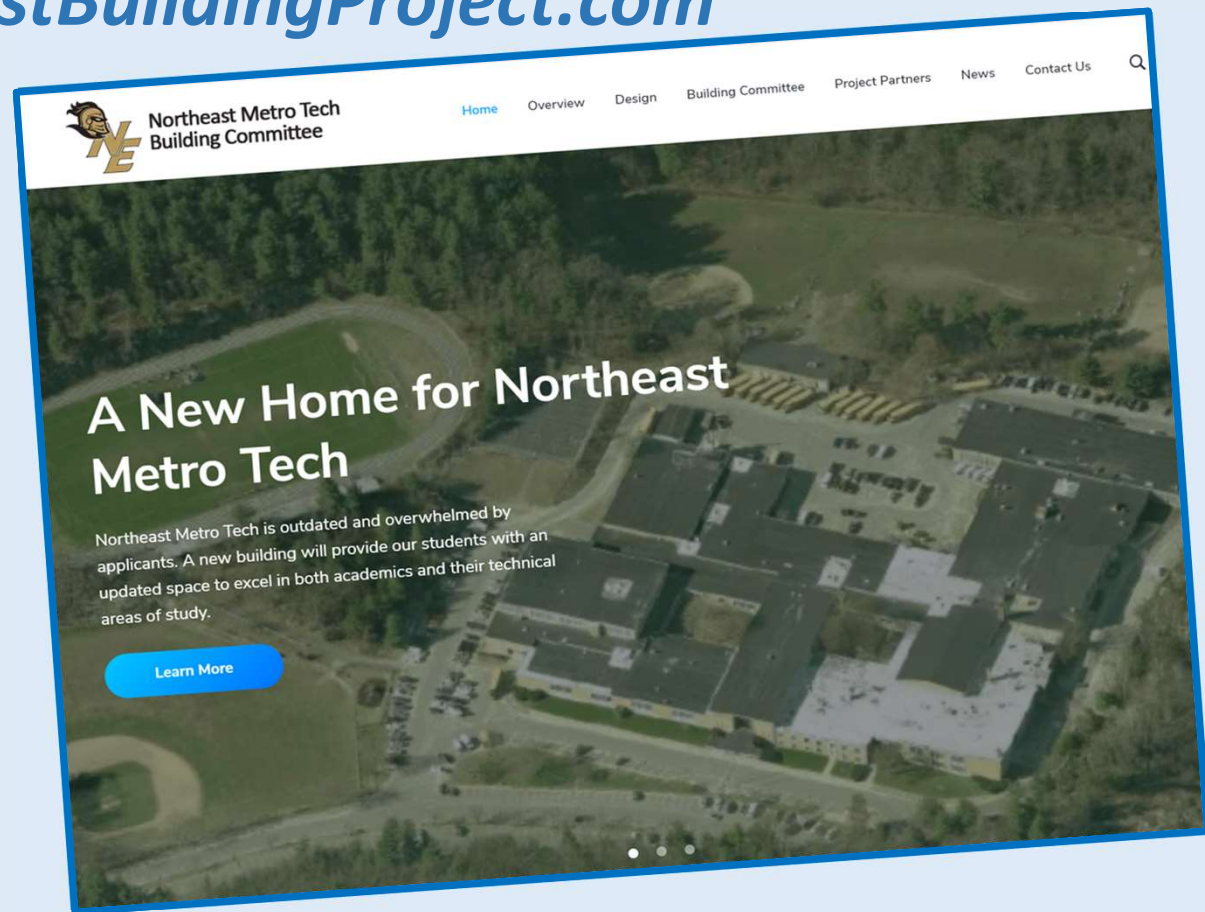 stBuildingProject.com
NE
Northeast Metro Tech
Building Committee
Home Overview Design Building Committee Project Partners News Contact Us
A New Home for Northeast
Metro Tech
Northeast Metro Tech is outdated and overwhelmed by
applicants. A new building will provide our students with an
updated space to excel in both academics and their technical
areas of study.
Learn More